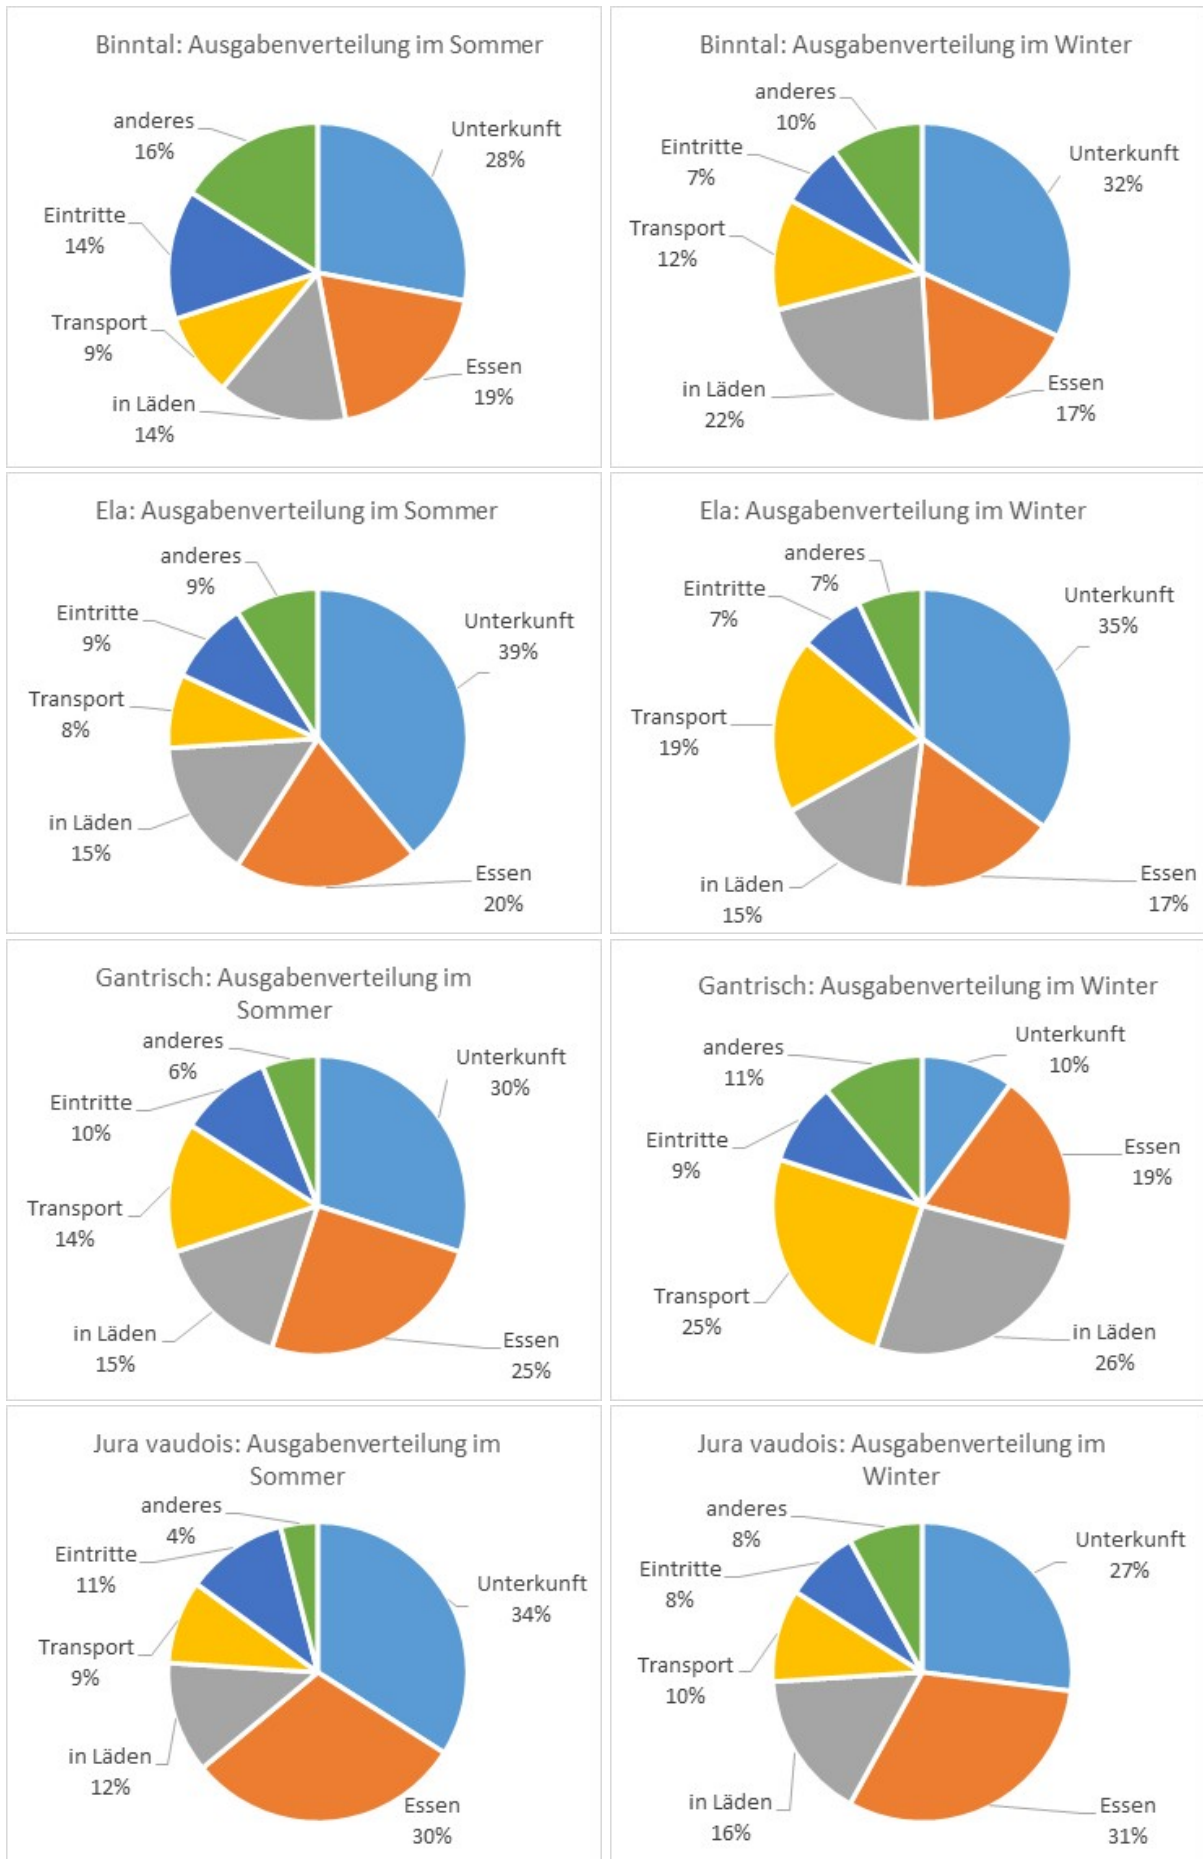 Binntal: Ausgabenverteilung im Sommer
anderes
16%
Unterkunft
28%
Eintritte
14%
Transport
9%
Essen
19%
in Läden
14%
Binntal: Ausgabenverteilung im Winter
anderes
10%
Eintritte
7%
Unterkunft
32%
Transport
12%
in Läden
22%
Essen
17%
Ela: Ausgabenverteilung im Sommer
anderes
9%
Eintritte
9%
Unterkunft
39%
Transport
8%
in Läden
15%
Essen
20%
Ela: Ausgabenverteilung im Winter
anderes
7%
Eintritte
7%
Unterkunft
35%
Transport
19%
in Läden
15%
Essen
17%
Gantrisch: Ausgabenverteilung im
Sommer
anderes
6%
Unterkunft
30%
Eintritte
10%
Transport
14%
in Läden
15%
Essen
25%
Gantrisch: Ausgabenverteilung im Winter
anderes
11%
Unterkunft
10%
Eintritte
9%
Essen
19%
Transport
25%
in Läden
26%
Jura vaudois: Ausgabenverteilung im
Sommer
anderes
4%
Eintritte
11%
Unterkunft
34%
Transport
9%
in Läden
12%
Essen
30%
Jura vaudois: Ausgabenverteilung im
Winter
anderes
8%
Unterkunft
27%
Eintritte
8%
Transport
10%
in Läden
16%
Essen
31%